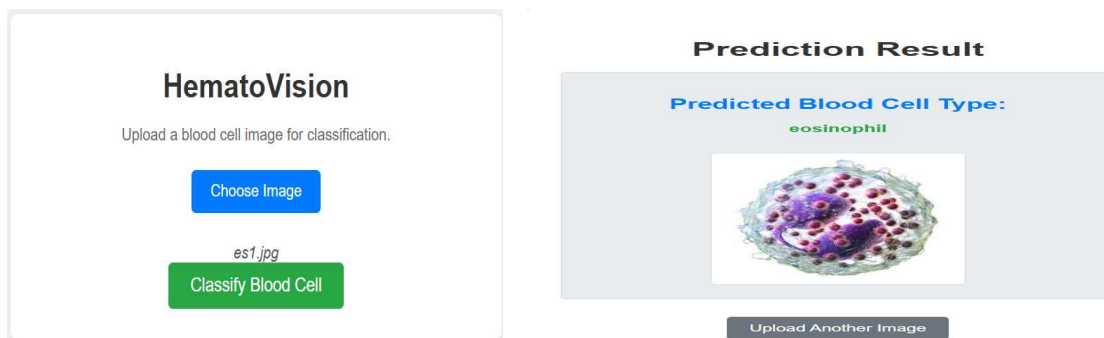 HematoVision
Upload a blood cell image for classification.
Choose Image
es1.jpg
Classify Blood Cell
Prediction Result
Predicted Blood Cell Type:
eosinophil
Upload Another Image